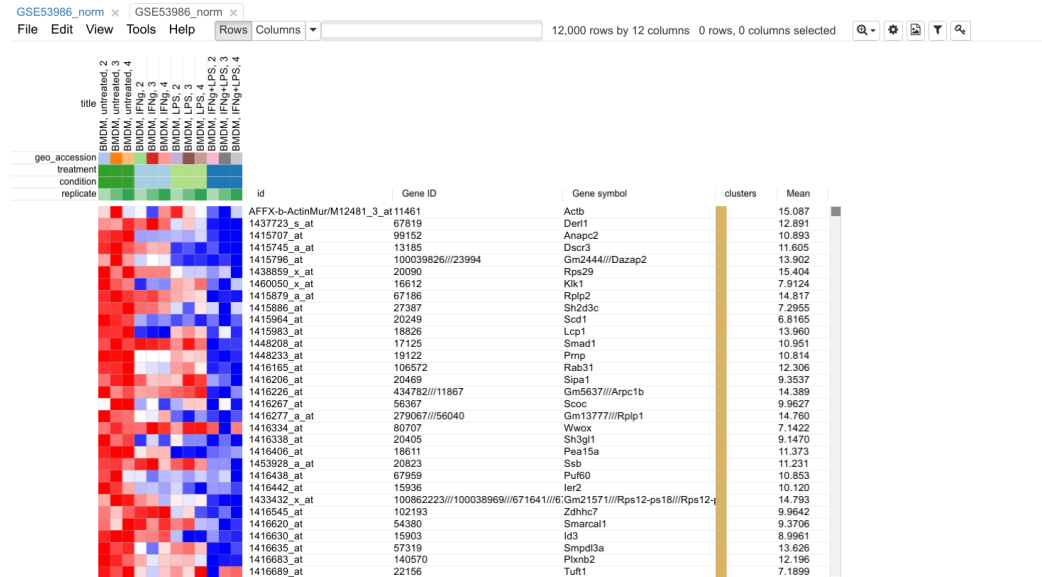 GSE53986_norm × GSE53986_norm ×
File Edit View Tools Help Rows Columns 12,000 rows by 12 columns 0 rows, 0 columns selected
title
BMDM, untreated, 2
BMDM, untreated, 3
BMDM, untreated, 4
BMDM, IFNg, 2
BMDM, IFNg, 3
BMDM, IFNg, 4
BMDM, LPS, 2
BMDM, LPS, 3
BMDM, LPS, 4
BMDM, IFNg+LPS, 2
BMDM, IFNg+LPS, 3
BMDM, IFNg+LPS, 4
geo_accession
treatment
condition
replicate
id Gene ID Gene symbol clusters Mean
AFFX-b-ActinMur/M12481_3_at 11461 Actb 15.087
1437723_s_at 67819 Derl1 12.891
1415707_at 99152 Anapc2 10.893
1415745_a_at 13185 Dscr3 11.605
1415796_at 100039826///23994 Gm2444///Dazap2 13.902
1438859_x_at 20090 Rps29 15.404
1460050_x_at 16612 Klk1 7.9124
1415879_a_at 67186 Rplp2 14.817
1415886_at 27387 Sh2d3c 7.2955
1415964_at 20249 Scd1 6.8165
1415983_at 18826 Lcp1 13.960
1448208_at 17125 Smad1 10.951
1448233_at 19122 Prnp 10.814
1416165_at 106572 Rab31 12.306
1416206_at 20469 Sipa1 9.3537
1416226_at 434782///11867 Gm5637///Arpc1b 14.389
1416267_at 56367 Scoc 9.9627
1416277_a_at 279067///56040 Gm13777///Rplp1 14.760
1416334_at 80707 Wwox 7.1422
1416338_at 20405 Sh3gl1 9.1470
1416406_at 18611 Pea15a 11.373
1453928_a_at 20823 Ssb 11.231
1416438_at 67959 Puf60 10.853
1416442_at 15936 Ier2 10.120
1433432_x_at 100862223///100038969///671641///67 Gm21571///Rps12-ps18///Rps12-p 14.793
1416545_at 102193 Zdhhc7 9.9642
1416620_at 54380 Smarcal1 9.3706
1416630_at 15903 Id3 8.9961
1416635_at 57319 Smpdl3a 13.626
1416683_at 140570 Plxnb2 12.196
1416689_at 22156 Tuft1 7.1899